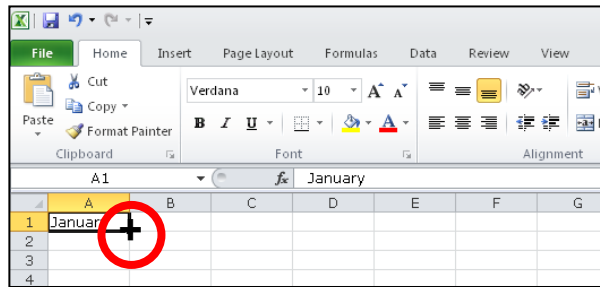 File Home Insert Page Layout Formulas Data Review View
Cut
Copy
Format Painter
Paste
Verdana 10 A A
B I U A
Clipboard Font Alignment
A1 fx January
A B C D E F G
1 January
2
3
4